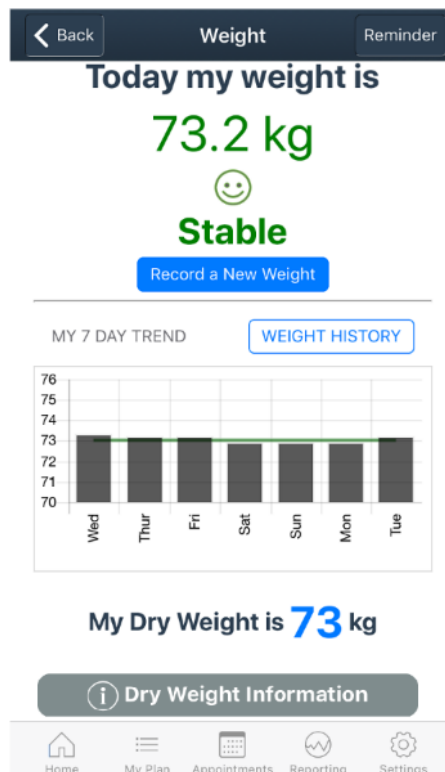 Back Weight Reminder
Today my weight is
73.2 kg
Stable
Record a New Weight
MY 7 DAY TREND WEIGHT HISTORY
76
75
74
73
72
71
70
Wed Thur Fri Sat Sun Mon Tue
My Dry Weight is 73 kg
i Dry Weight Information
Home My Plan Appointments Reporting Settings